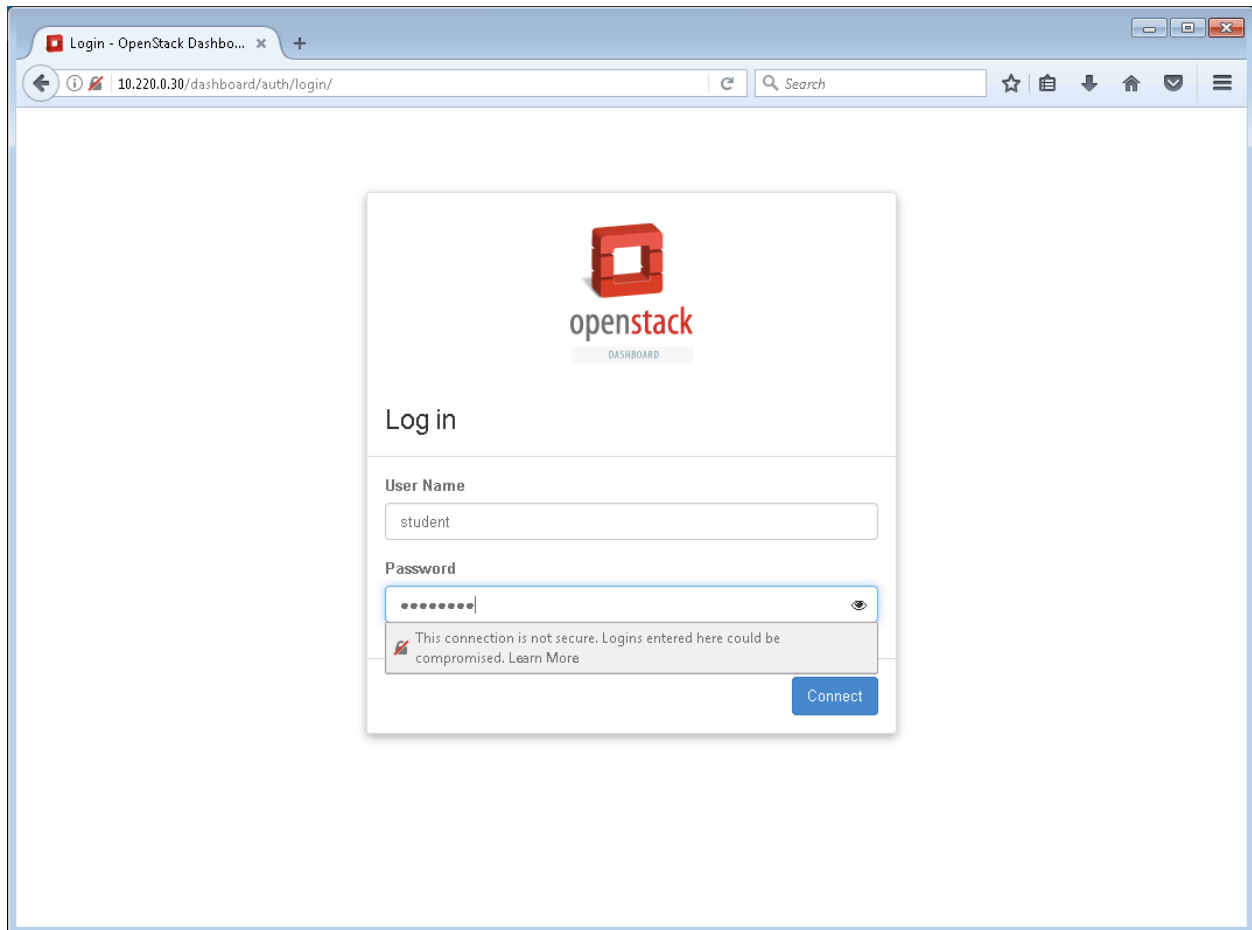 Login - OpenStack Dashbo...
10.220.0.30/dashboard/auth/login/
Search
openstack
DASHBOARD
Log in
User Name
student
Password
This connection is not secure. Logins entered here could be
compromised. Learn More
Connect